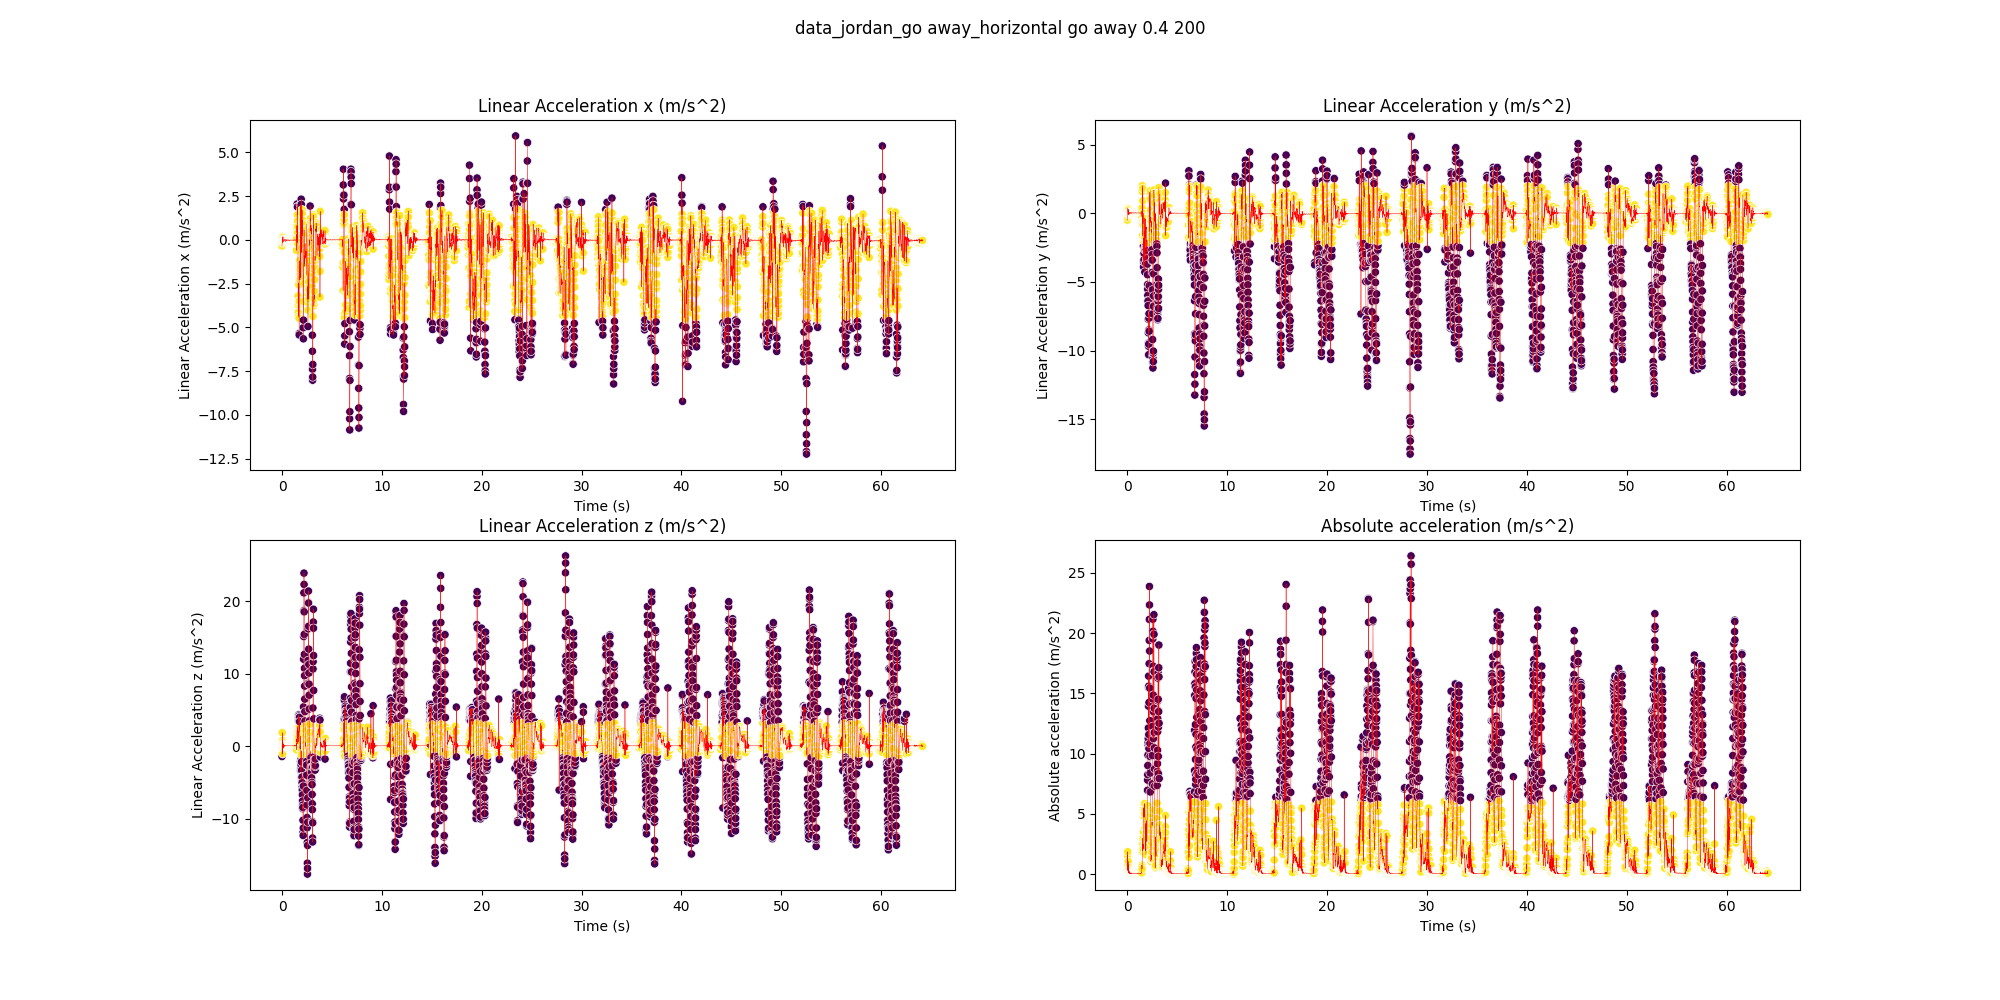 data_jordan_go away_horizontal go away 0.4 200
Linear Acceleration x (m/s^2)
Linear Acceleration x (m/s^2)
5.0
2.5
0.0
−2.5
−5.0
−7.5
−10.0
−12.5
0 10 20 30 40 50 60
Time (s)
Linear Acceleration y (m/s^2)
Linear Acceleration y (m/s^2)
5
0
−5
−10
−15
0 10 20 30 40 50 60
Time (s)
Linear Acceleration z (m/s^2)
Linear Acceleration z (m/s^2)
20
10
0
−10
0 10 20 30 40 50 60
Time (s)
Absolute acceleration (m/s^2)
Absolute acceleration (m/s^2)
25
20
15
10
5
0
0 10 20 30 40 50 60
Time (s)